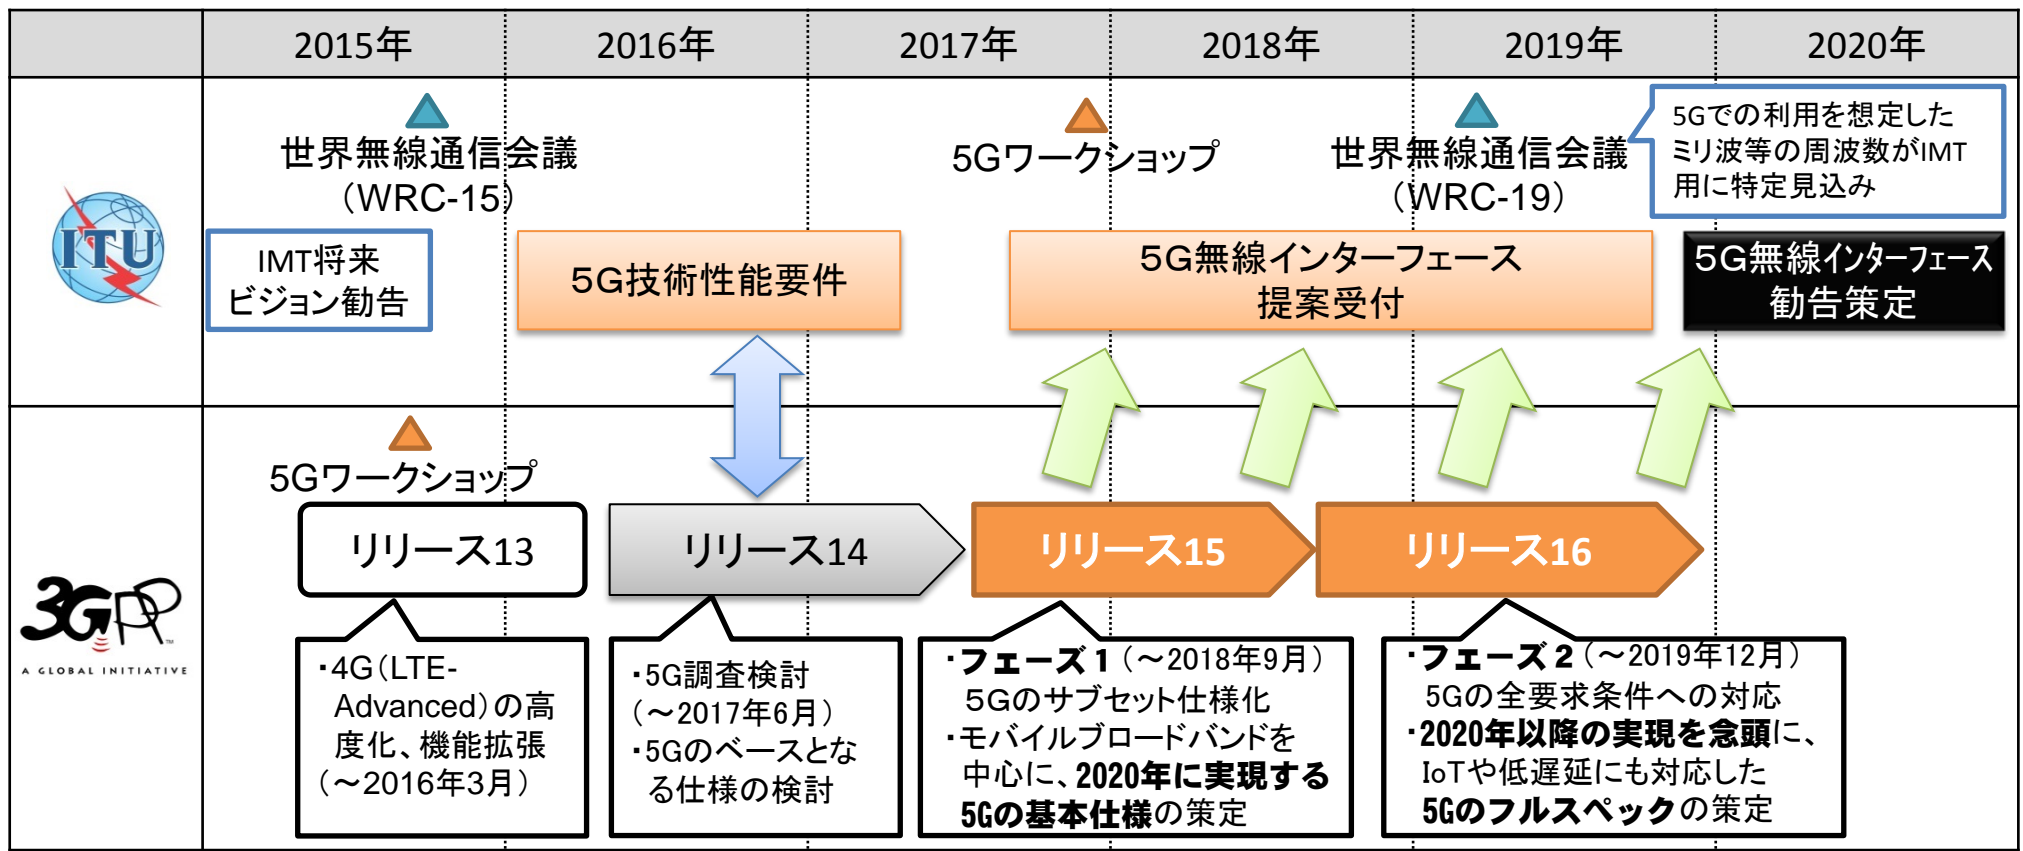 2015年
2016年
2017年
2018年
2019年
2020年
世界無線通信会議
（WRC-15）
5Gワークショップ
世界無線通信会議
（WRC-19）
5Gでの利用を想定した
ミリ波等の周波数がIMT
用に特定見込み
ITU
IMT将来
ビジョン勧告
5G技術性能要件
5G無線インターフェース
提案受付
5G無線インターフェース
勧告策定
5Gワークショップ
リリース13
リリース14
リリース15
リリース16
3GPP
TM
A GLOBAL INITIATIVE
・4G（LTE-
Advanced）の高
度化、機能拡張
（～2016年3月）
・5G調査検討
（～2017年6月）
・5Gのベースとな
る仕様の検討
・フェーズ１（～2018年9月）
5Gのサブセット仕様化
・モバイルブロードバンドを
中心に、2020年に実現する
5Gの基本仕様の策定
・フェーズ２（～2019年12月）
5Gの全要求条件への対応
・2020年以降の実現を念頭に、
IoTや低遅延にも対応した
5Gのフルスペックの策定